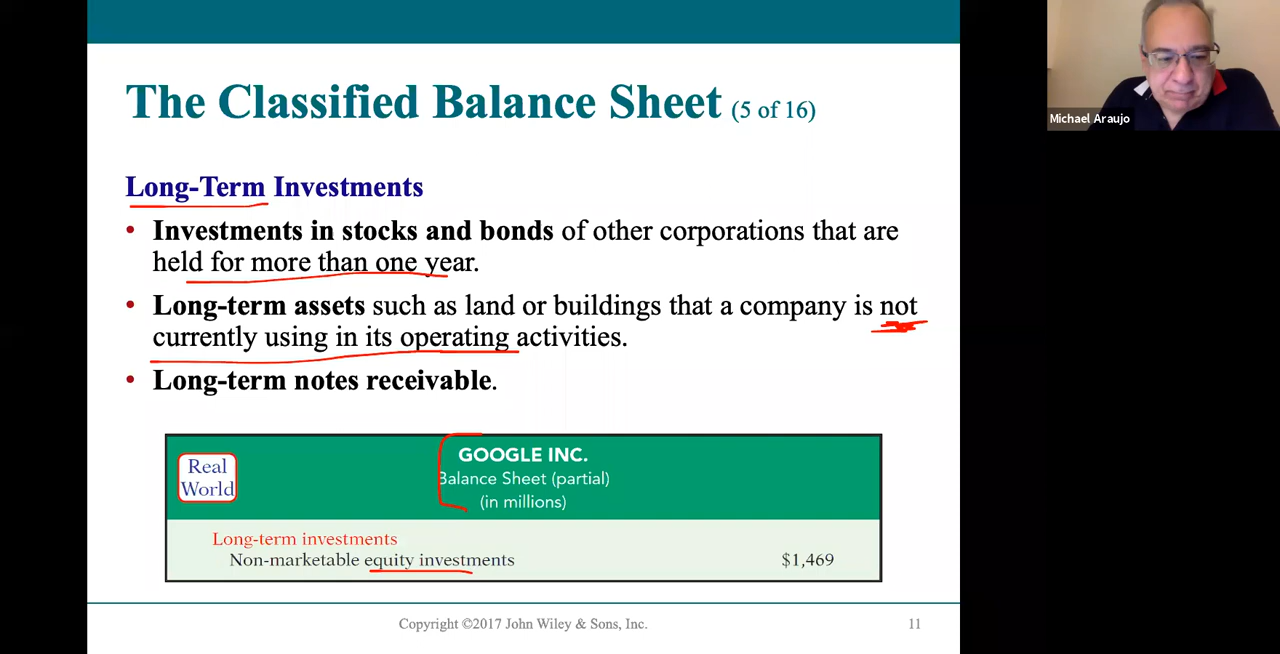 The Classified Balance Sheet (5 of 16)
Michael Araujo
Long-Term Investments
• Investments in stocks and bonds of other corporations that are
held for more than one year.
• Long-term assets such as land or buildings that a company is not
currently using in its operating activities.
• Long-term notes receivable.
Real
World
GOOGLE INC.
Balance Sheet (partial)
(in millions)
Long-term investments
Non-marketable equity investments $1,469
Copyright ©2017 John Wiley & Sons, Inc. 11